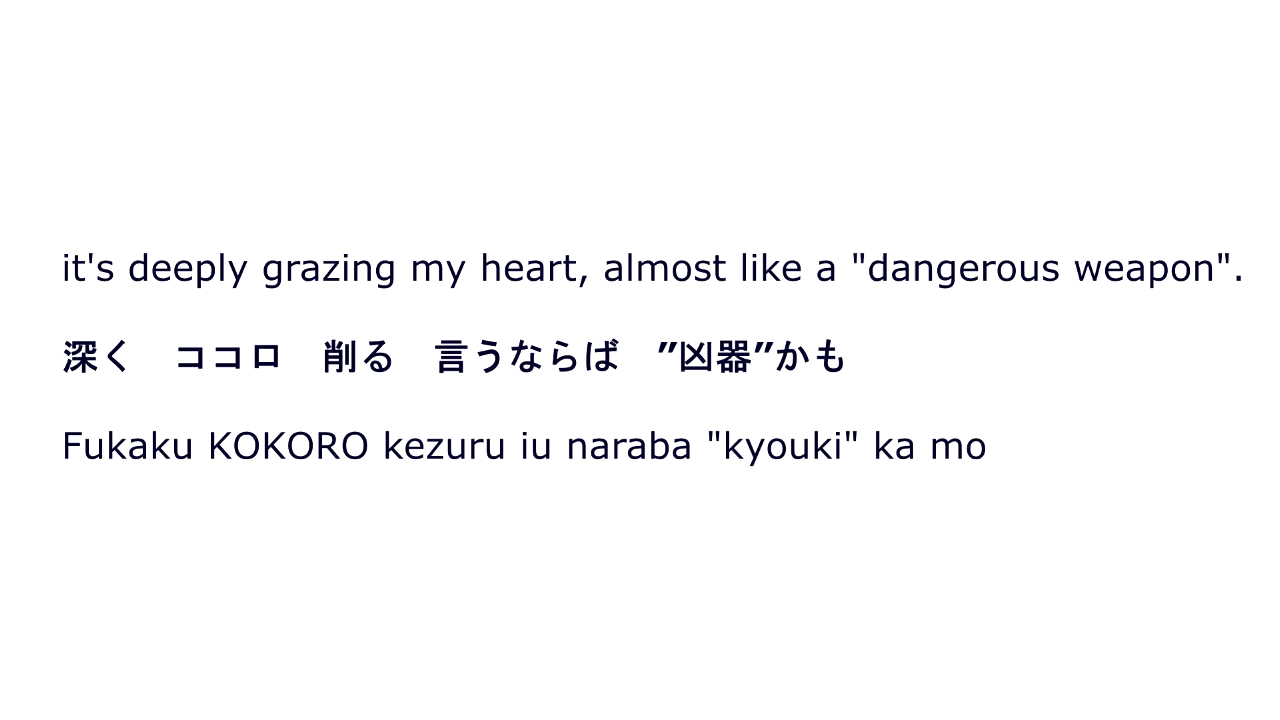 it's deeply grazing my heart, almost like a "dangerous weapon".
深く　ココロ　削る　言うならば　”凶器”かも
Fukaku KOKORO kezuru iu naraba "kyouki" ka mo